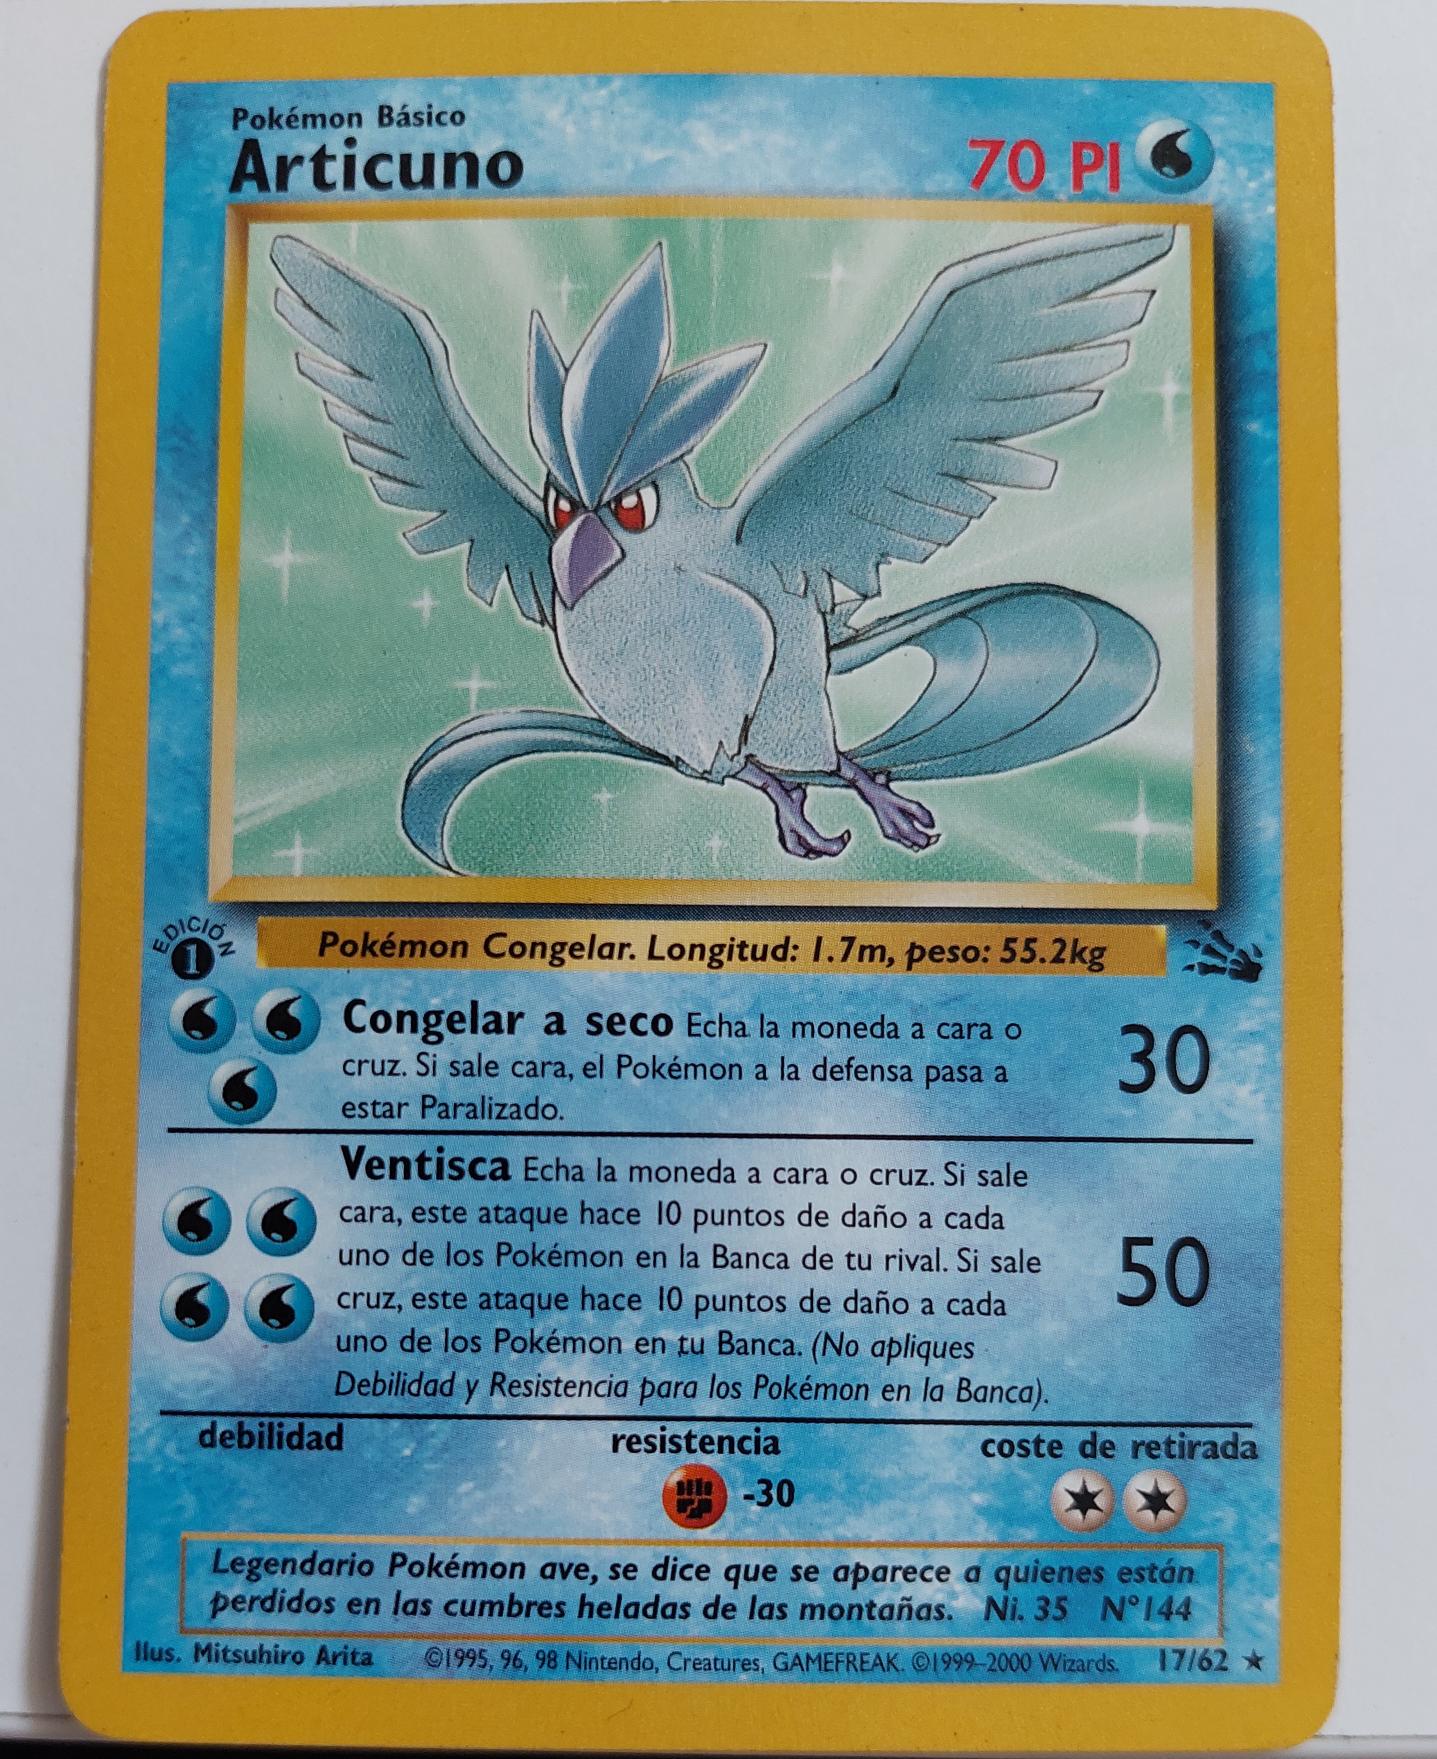 Pokémon Básico
Articuno
70 PI
EDICIÓN
1
Pokémon Congelar. Longitud: 1.7m, peso: 55.2kg
Congelar a seco Echa la moneda a cara o
cruz. Si sale cara, el Pokémon a la defensa pasa a
estar Paralizado.
30
Ventisca Echa la moneda a cara o cruz. Si sale
cara, este ataque hace 10 puntos de daño a cada
uno de los Pokémon en la Banca de tu rival. Si sale
cruz, este ataque hace 10 puntos de daño a cada
uno de los Pokémon en tu Banca. (No apliques
Debilidad y Resistencia para los Pokémon en la Banca).
50
debilidad resistencia coste de retirada
-30
Legendario Pokémon ave, se dice que se aparece a quienes están
perdidos en las cumbres heladas de las montañas. Ni. 35 N°144
Ilus. Mitsuhiro Arita ©1995, 96, 98 Nintendo, Creatures, GAMEFREAK. ©1999-2000 Wizards. 17/62 ★